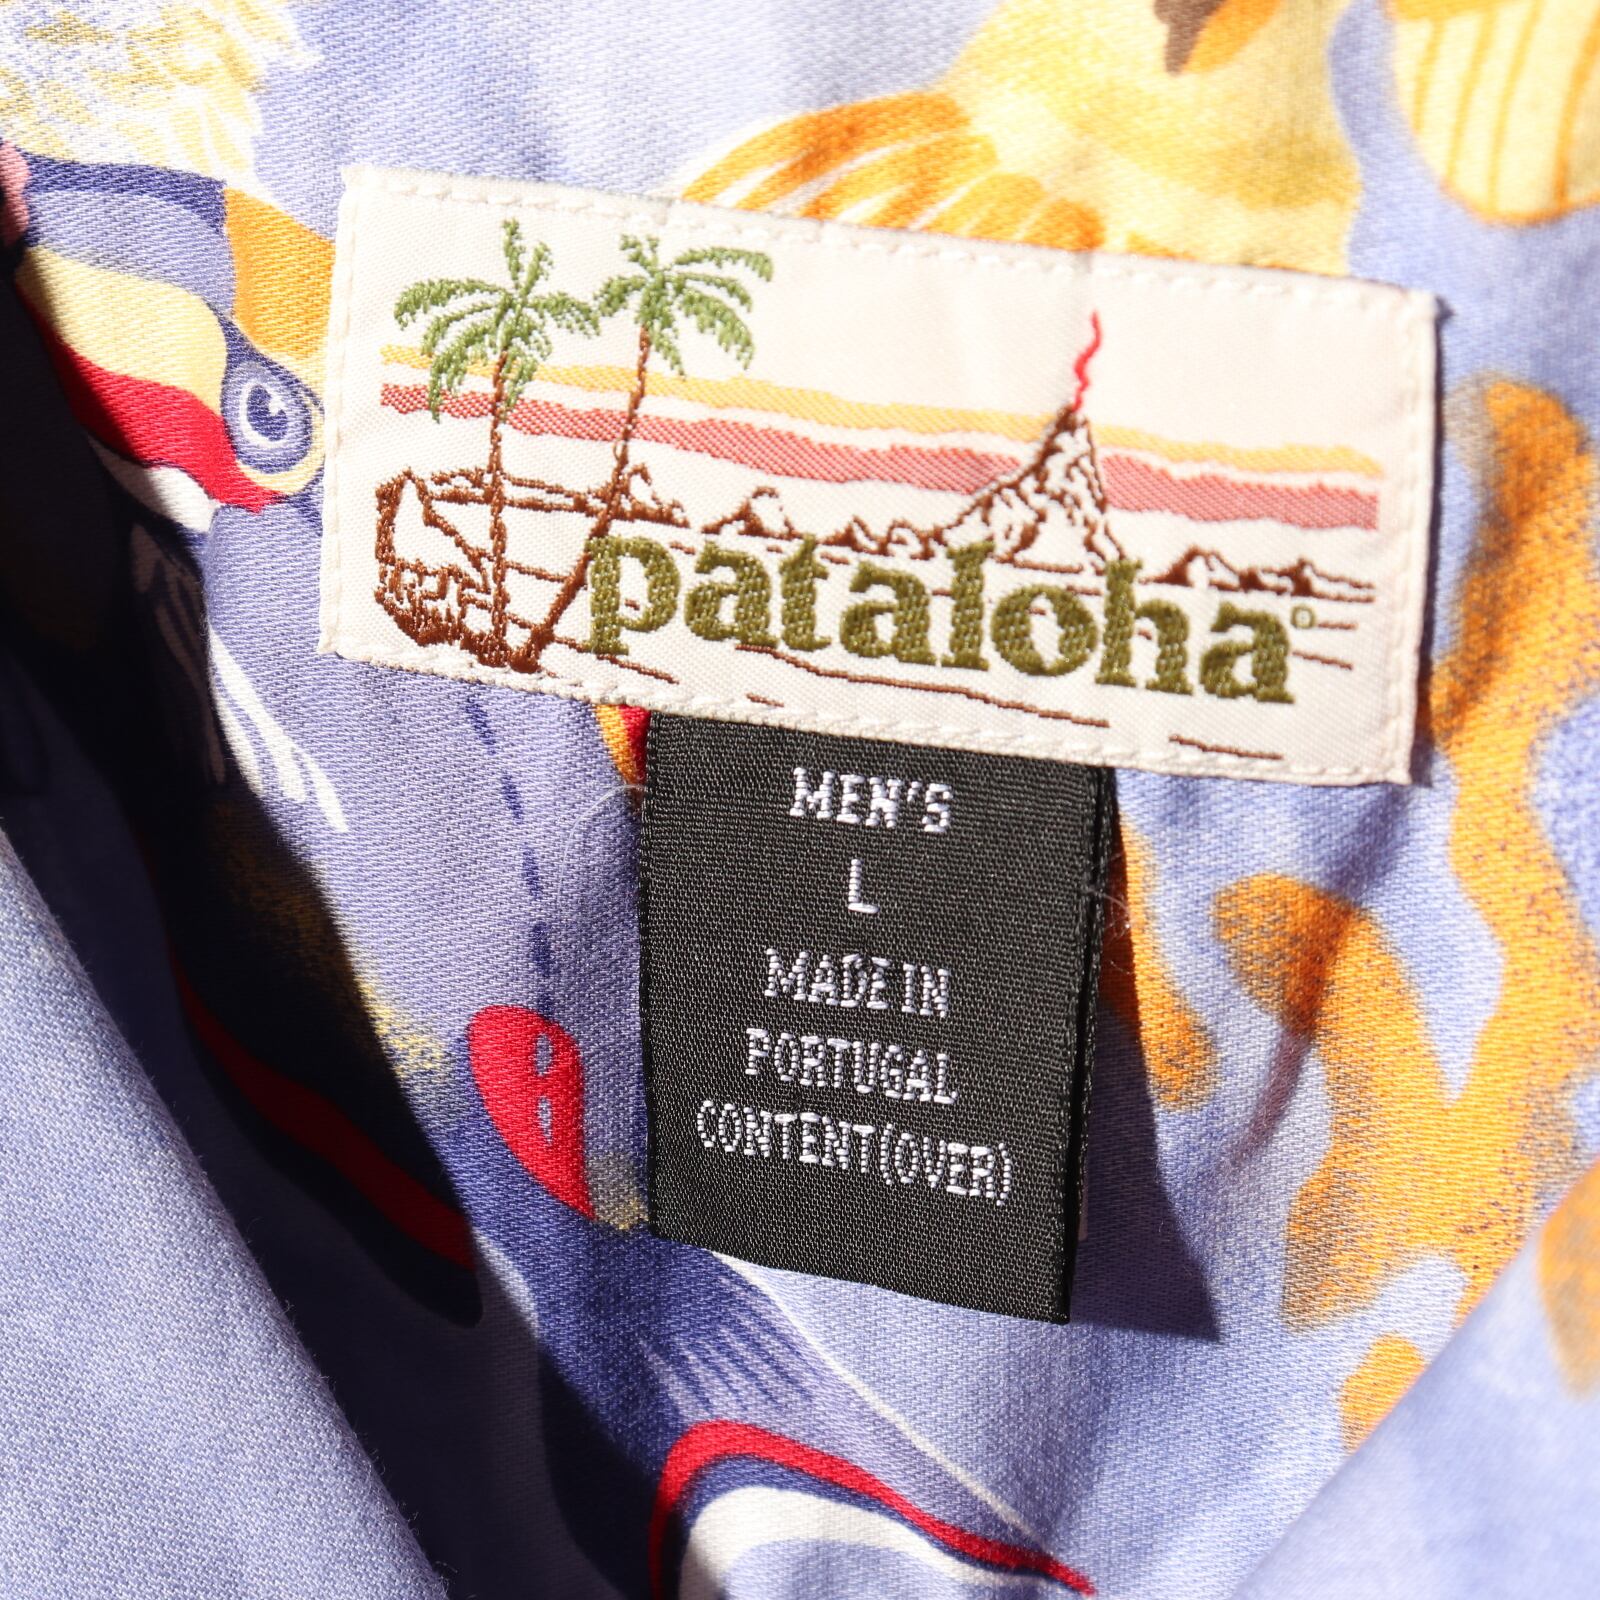 pataloha®
MEN'S
L
MADE IN
PORTUGAL
CONTENT(OVER)